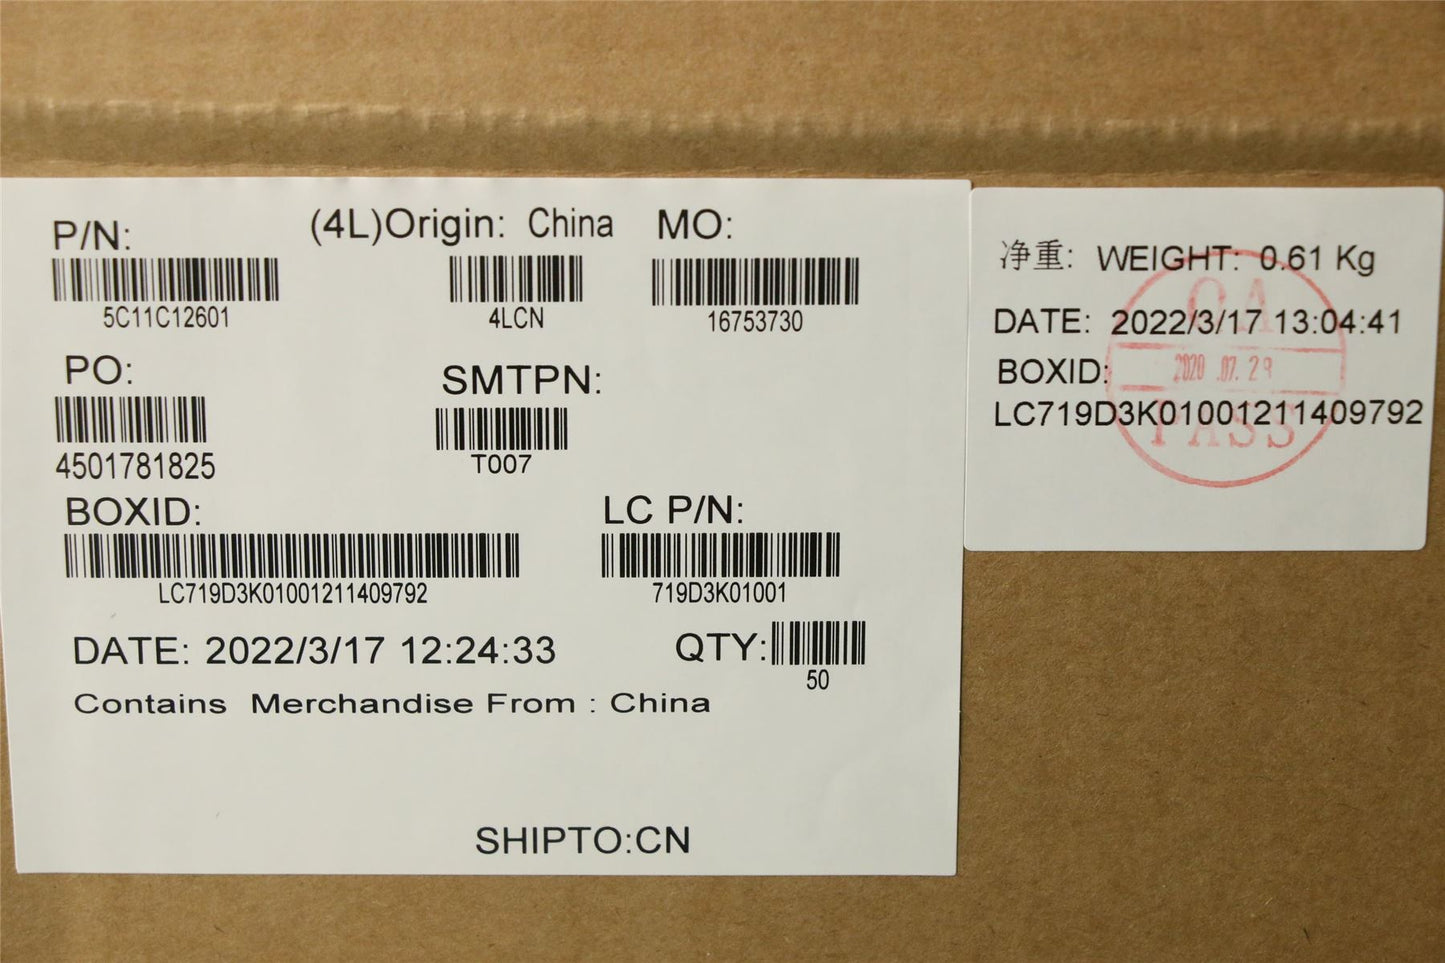 P/N:
5C11C12601
(4L)Origin: China
4LCN
MO:
16753730
PO:
4501781825
SMTPN:
T007
BOXID:
LC719D3K01001211409792
LC P/N:
719D3K01001
DATE: 2022/3/17 12:24:33
QTY:
50
Contains Merchandise From : China
SHIPTO:CN
净重: WEIGHT: 0.61 Kg
DATE: 2022/3/17 13:04:41
BOXID:
LC719D3K01001211409792
QA
2020.07.29
PASS